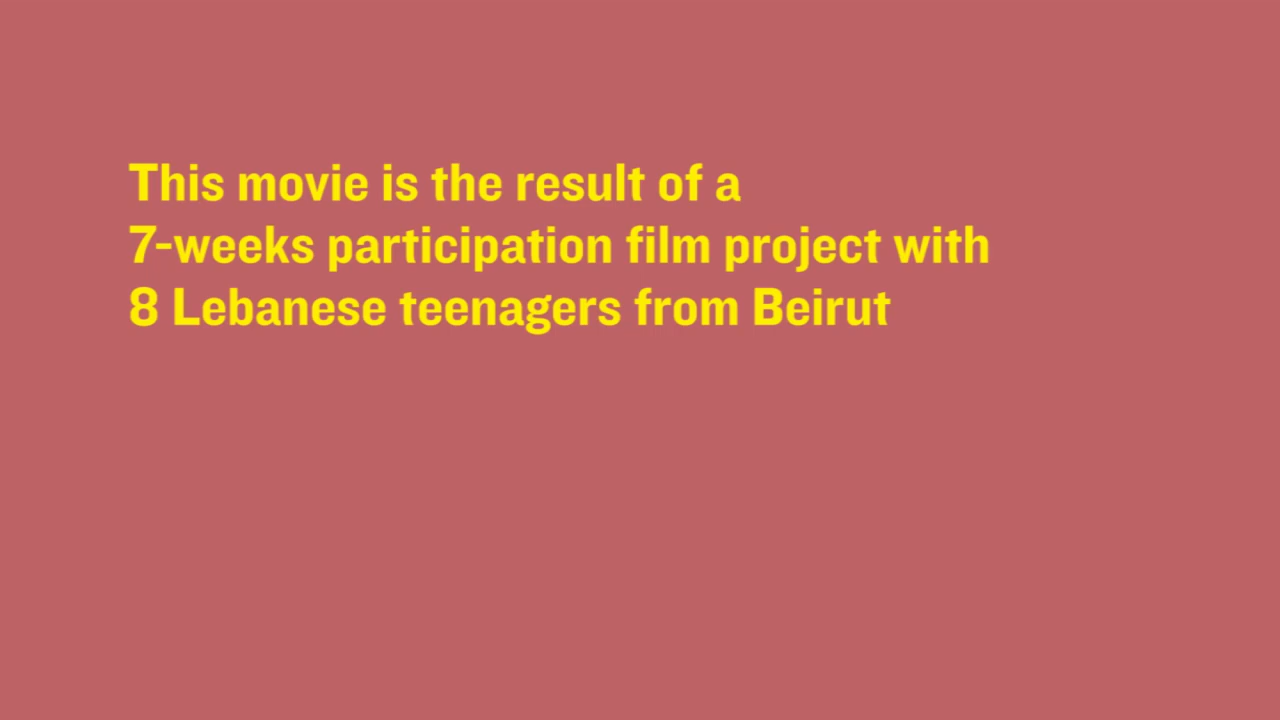 This movie is the result of a
7-weeks participation film project with
8 Lebanese teenagers from Beirut